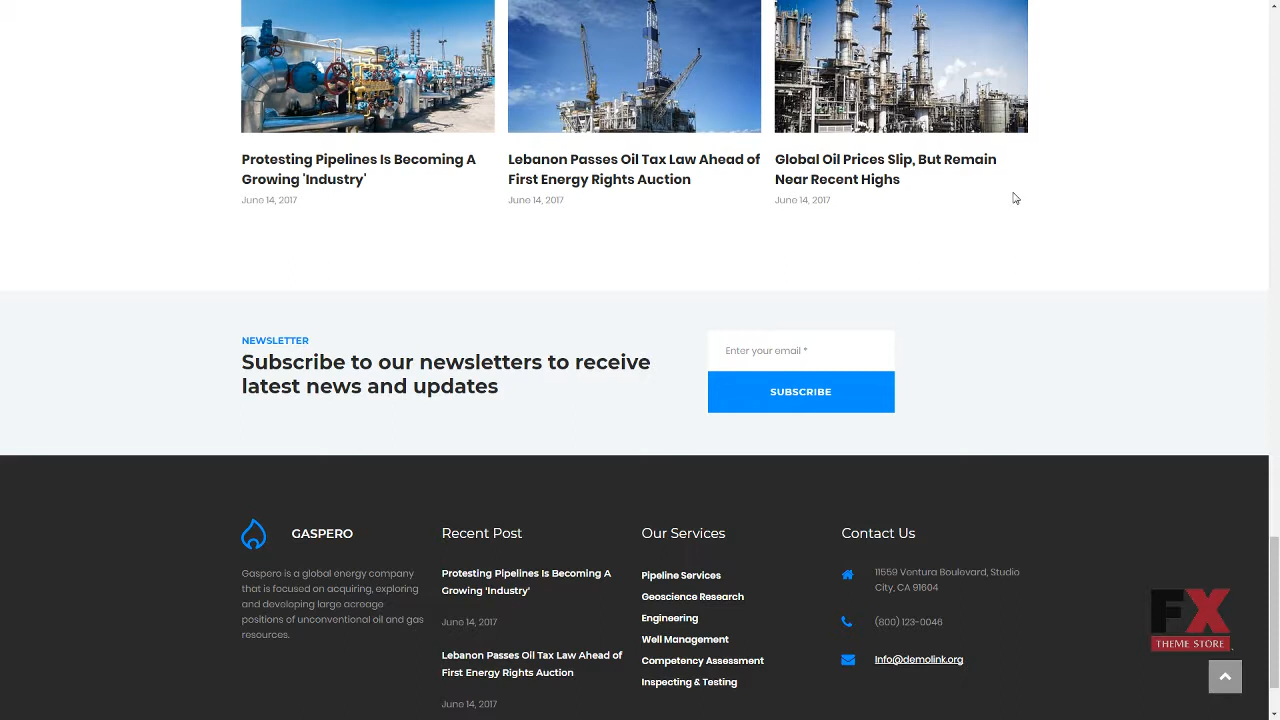 Protesting Pipelines Is Becoming A
Growing 'Industry'
June 14, 2017
Lebanon Passes Oil Tax Law Ahead of
First Energy Rights Auction
June 14, 2017
Global Oil Prices Slip, But Remain
Near Recent Highs
June 14, 2017
NEWSLETTER
Subscribe to our newsletters to receive
latest news and updates
Enter your email *
SUBSCRIBE
GASPERO
Gaspero is a global energy company
that is focused on acquiring, exploring
and developing large acreage
positions of unconventional oil and gas
resources.
Recent Post
Protesting Pipelines Is Becoming A
Growing 'Industry'
June 14, 2017
Lebanon Passes Oil Tax Law Ahead of
First Energy Rights Auction
June 14, 2017
Our Services
Pipeline Services
Geoscience Research
Engineering
Well Management
Competency Assessment
Inspecting & Testing
Contact Us
11559 Ventura Boulevard, Studio
City, CA 91604
(800) 123-0046
Info@demolink.org
FX
THEME STORE